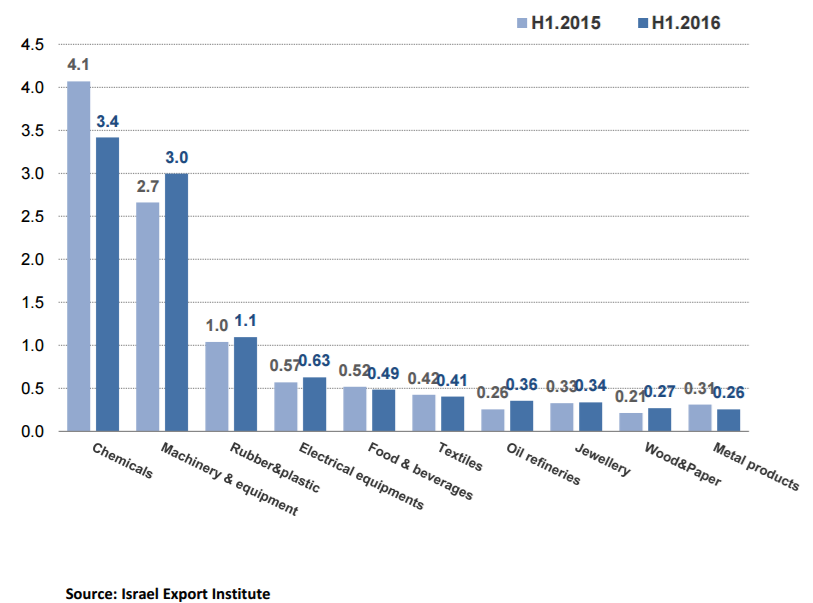 H1.2015 H1.2016
4.5
4.0
3.5
3.0
2.5
2.0
1.5
1.0
0.5
0.0
4.1 3.4
2.7 3.0
1.0 1.1
0.57 0.63
0.52 0.49
0.42 0.41
0.26 0.36
0.33 0.34
0.21 0.27
0.31 0.26
Chemicals
Machinery & equipment
Rubber&plastic
Electrical equipments
Food & beverages
Textiles
Oil refineries
Jewellery
Wood&Paper
Metal products
Source: Israel Export Institute